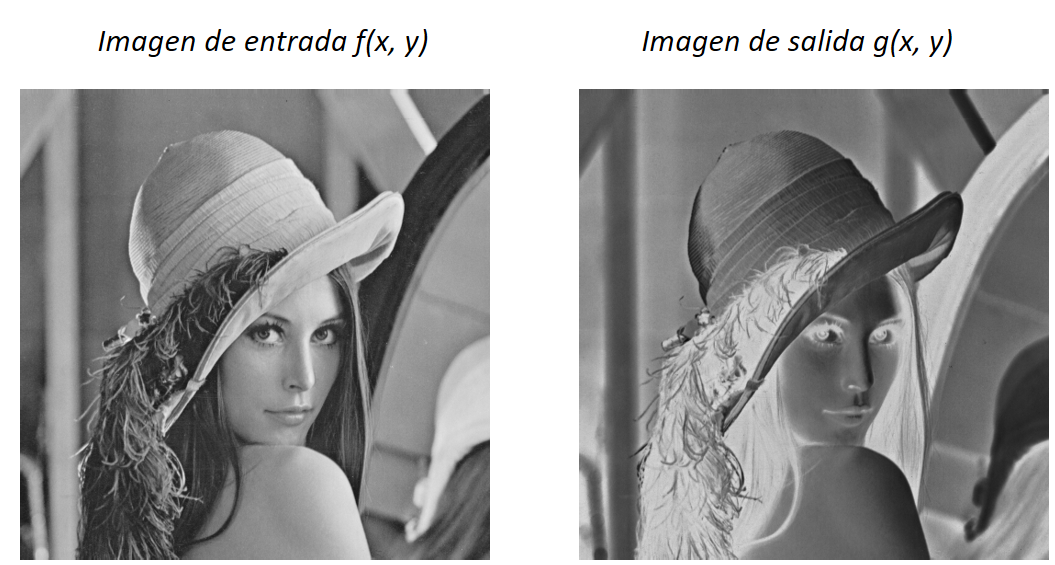 Imagen de entrada f(x, y)
Imagen de salida g(x, y)